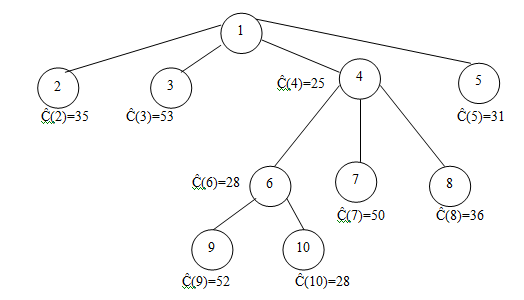 1
2
3
Ĉ(4)=25
4
5
Ĉ(2)=35
Ĉ(3)=53
Ĉ(5)=31
Ĉ(6)=28
6
7
8
Ĉ(7)=50
Ĉ(8)=36
9
10
Ĉ(9)=52
Ĉ(10)=28